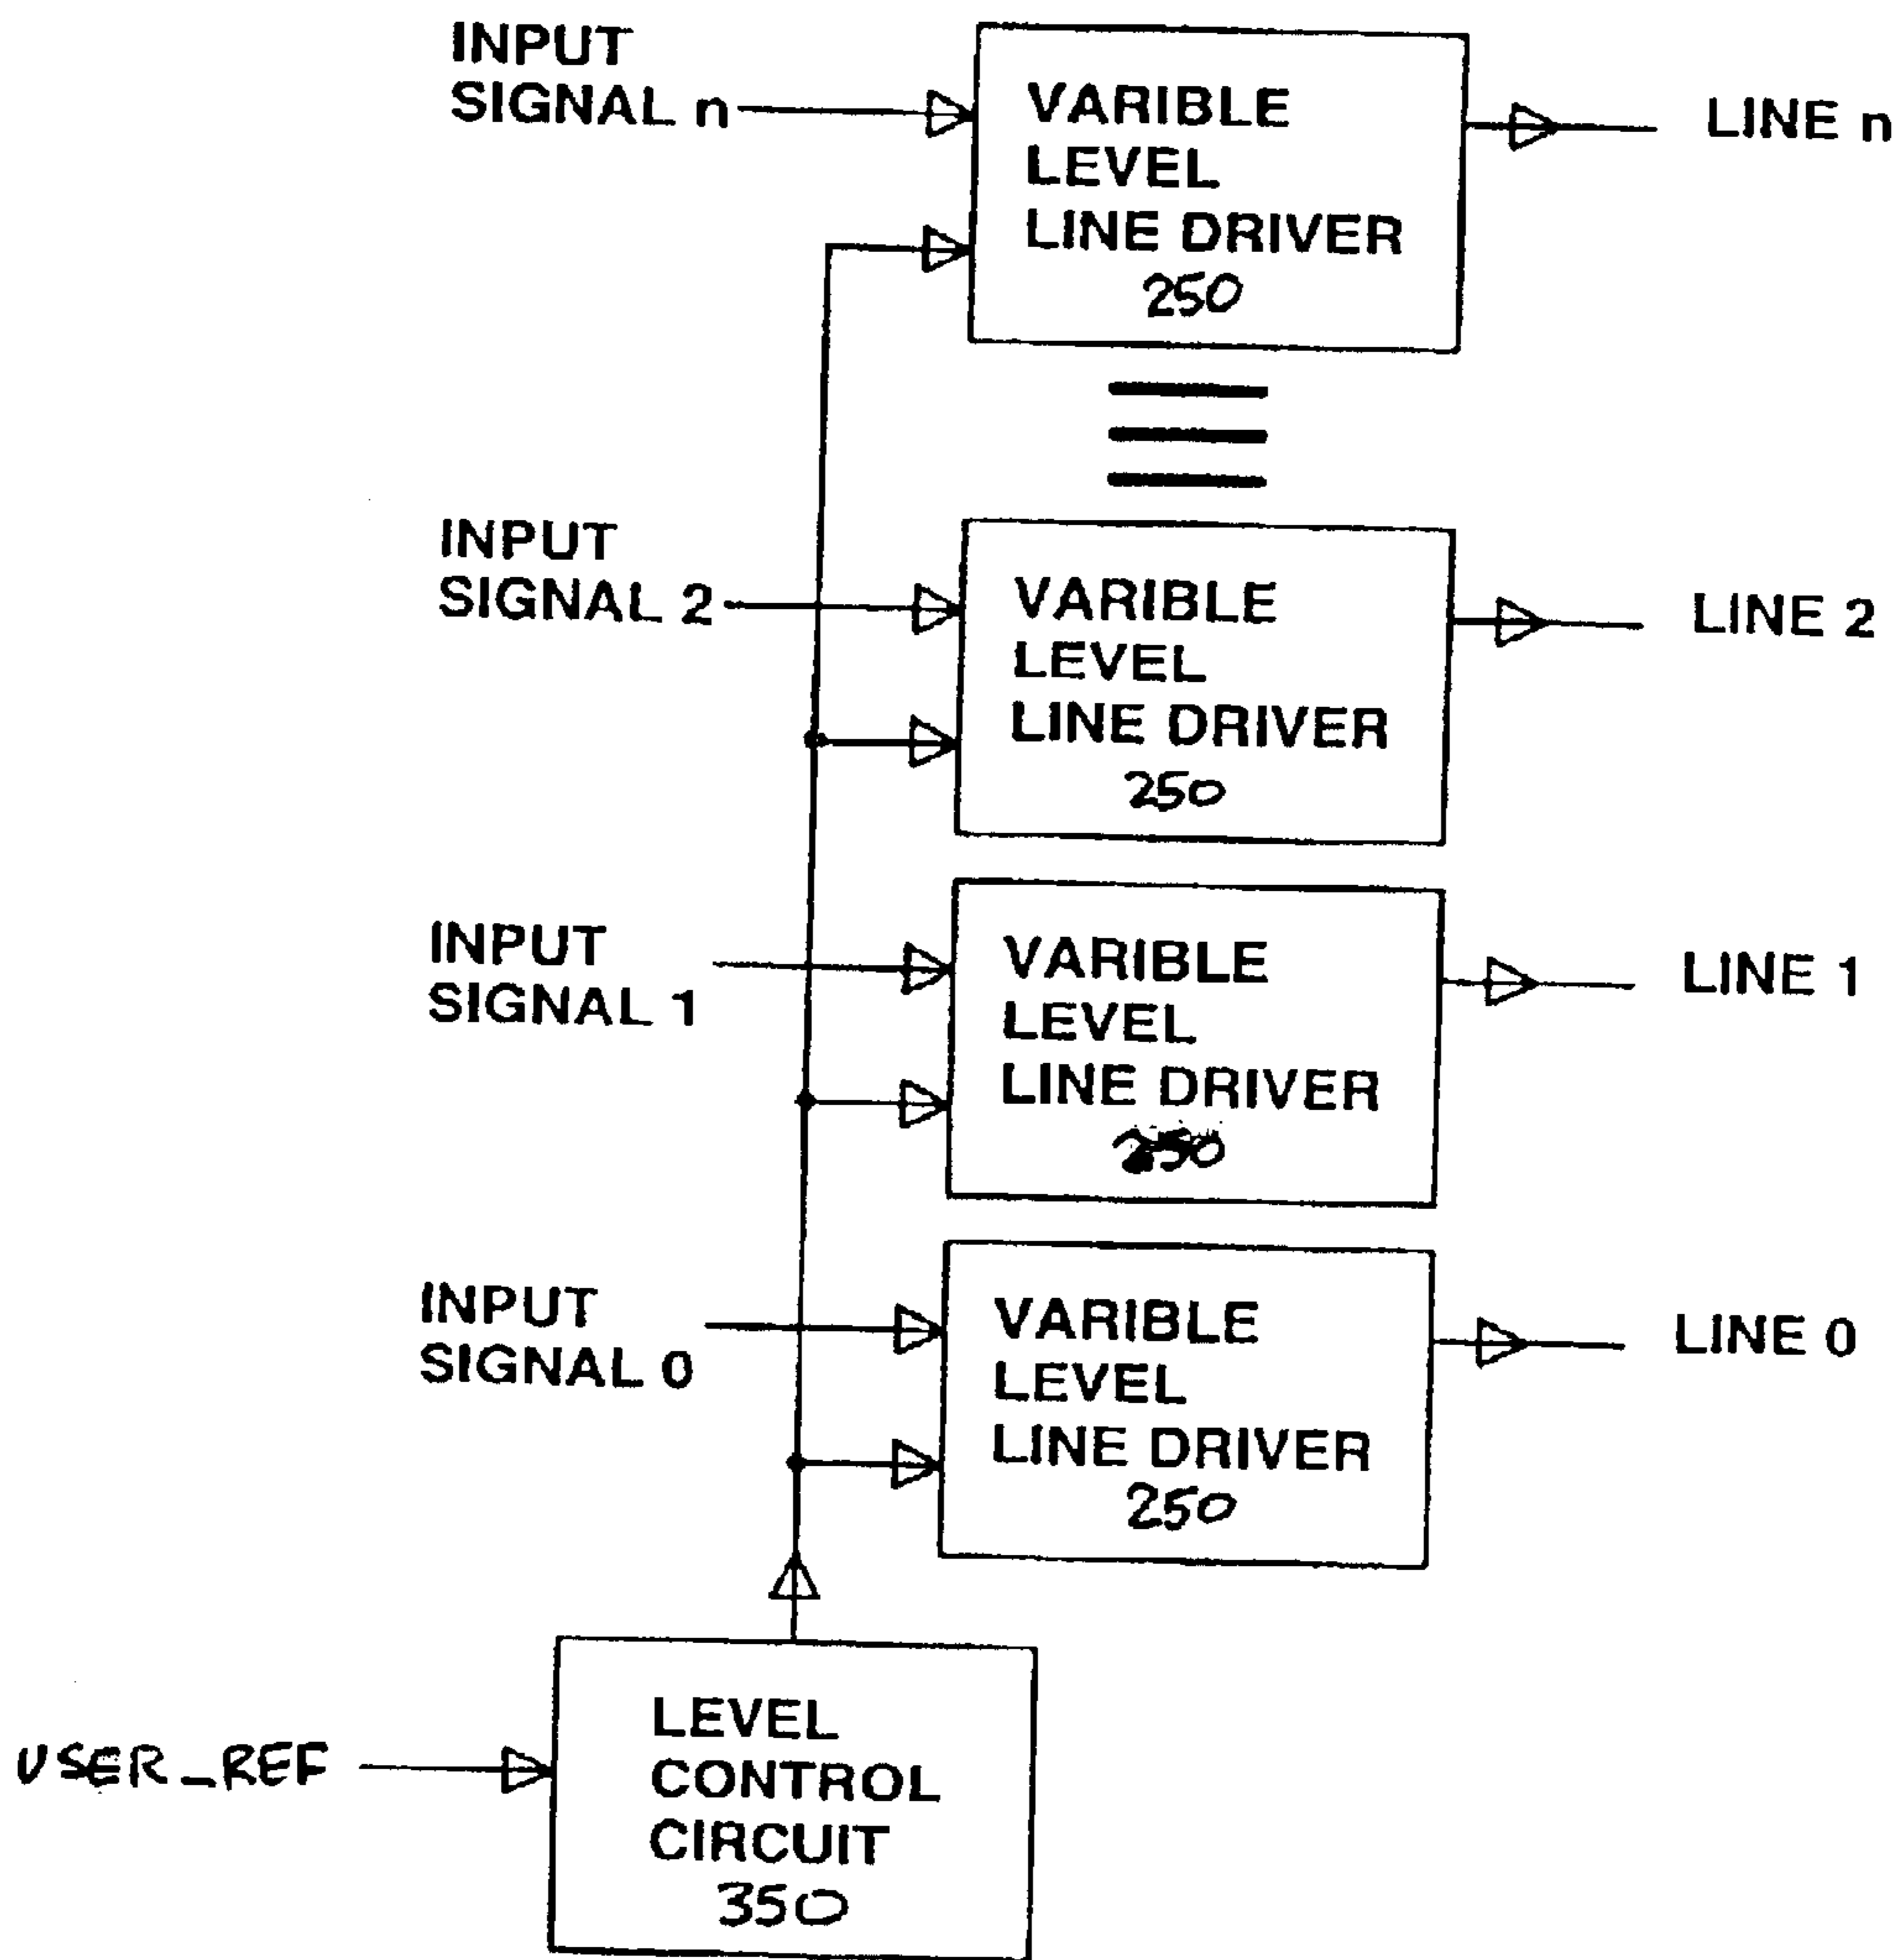 INPUT
SIGNAL n
VARIBLE
LEVEL
LINE DRIVER
250
LINE n
INPUT
SIGNAL 2
VARIBLE
LEVEL
LINE DRIVER
250
LINE 2
INPUT
SIGNAL 1
VARIBLE
LEVEL
LINE DRIVER
250
LINE 1
INPUT
SIGNAL 0
VARIBLE
LEVEL
LINE DRIVER
250
LINE 0
USER_REF
LEVEL
CONTROL
CIRCUIT
350